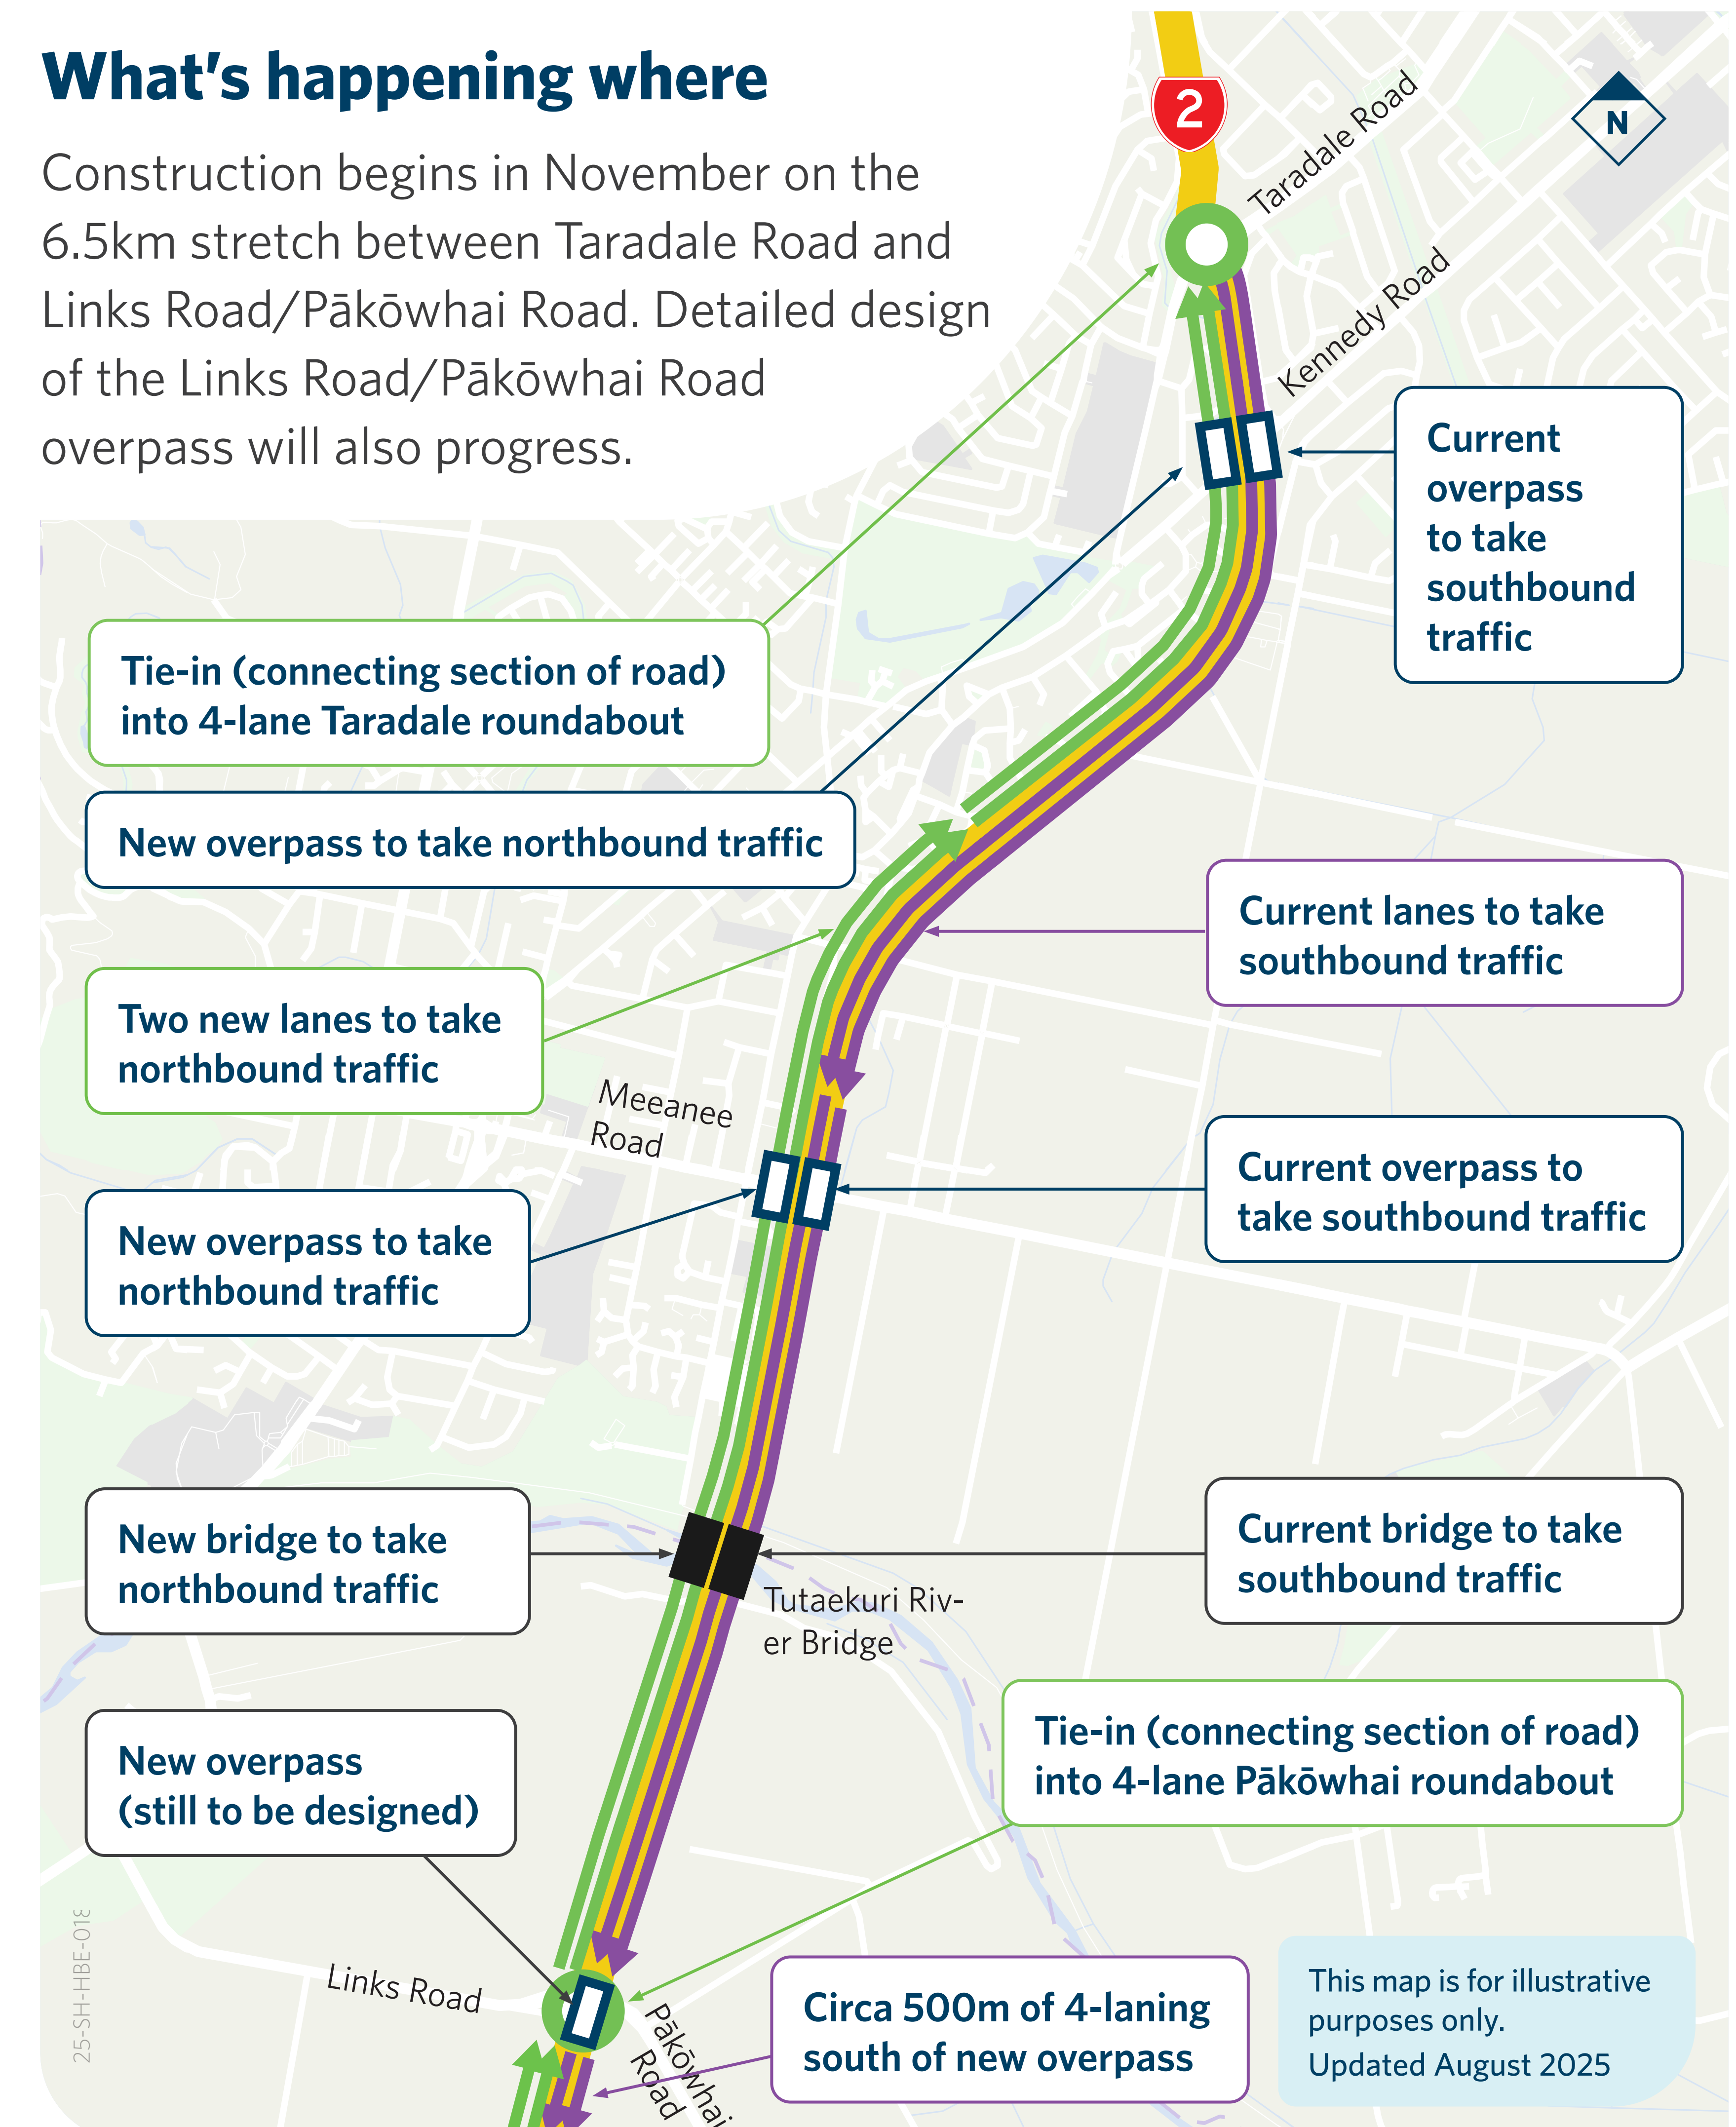 What's happening where
Construction begins in November on the
6.5km stretch between Taradale Road and
Links Road/Pākōwhai Road. Detailed design
of the Links Road/Pākōwhai Road
overpass will also progress.
2
Taradale Road
N
Kennedy Road
Current
overpass
to take
southbound
traffic
Tie-in (connecting section of road)
into 4-lane Taradale roundabout
New overpass to take northbound traffic
Current lanes to take
southbound traffic
Two new lanes to take
northbound traffic
Meeanee
Road
Current overpass to
take southbound traffic
New overpass to take
northbound traffic
New bridge to take
northbound traffic
Current bridge to take
southbound traffic
Tutaekuri Riv-
er Bridge
Tie-in (connecting section of road)
into 4-lane Pākōwhai roundabout
New overpass
(still to be designed)
Links Road
Pākōwhai
Road
Circa 500m of 4-laning
south of new overpass
This map is for illustrative
purposes only.
Updated August 2025